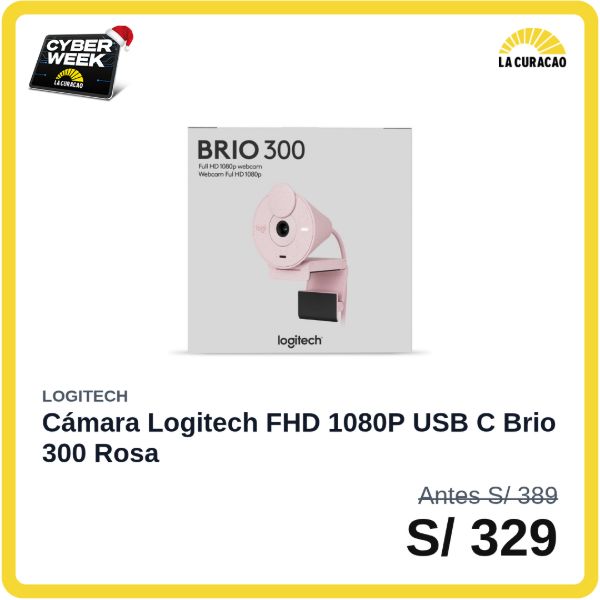 CYBER
WEEK
LA CURACAO
LA CURACAO
BRIO 300
Full HD 1080p webcam
Webcam Full HD 1080p
logi
logitech
LOGITECH
Cámara Logitech FHD 1080P USB C Brio
300 Rosa
Antes S/ 389
S/ 329